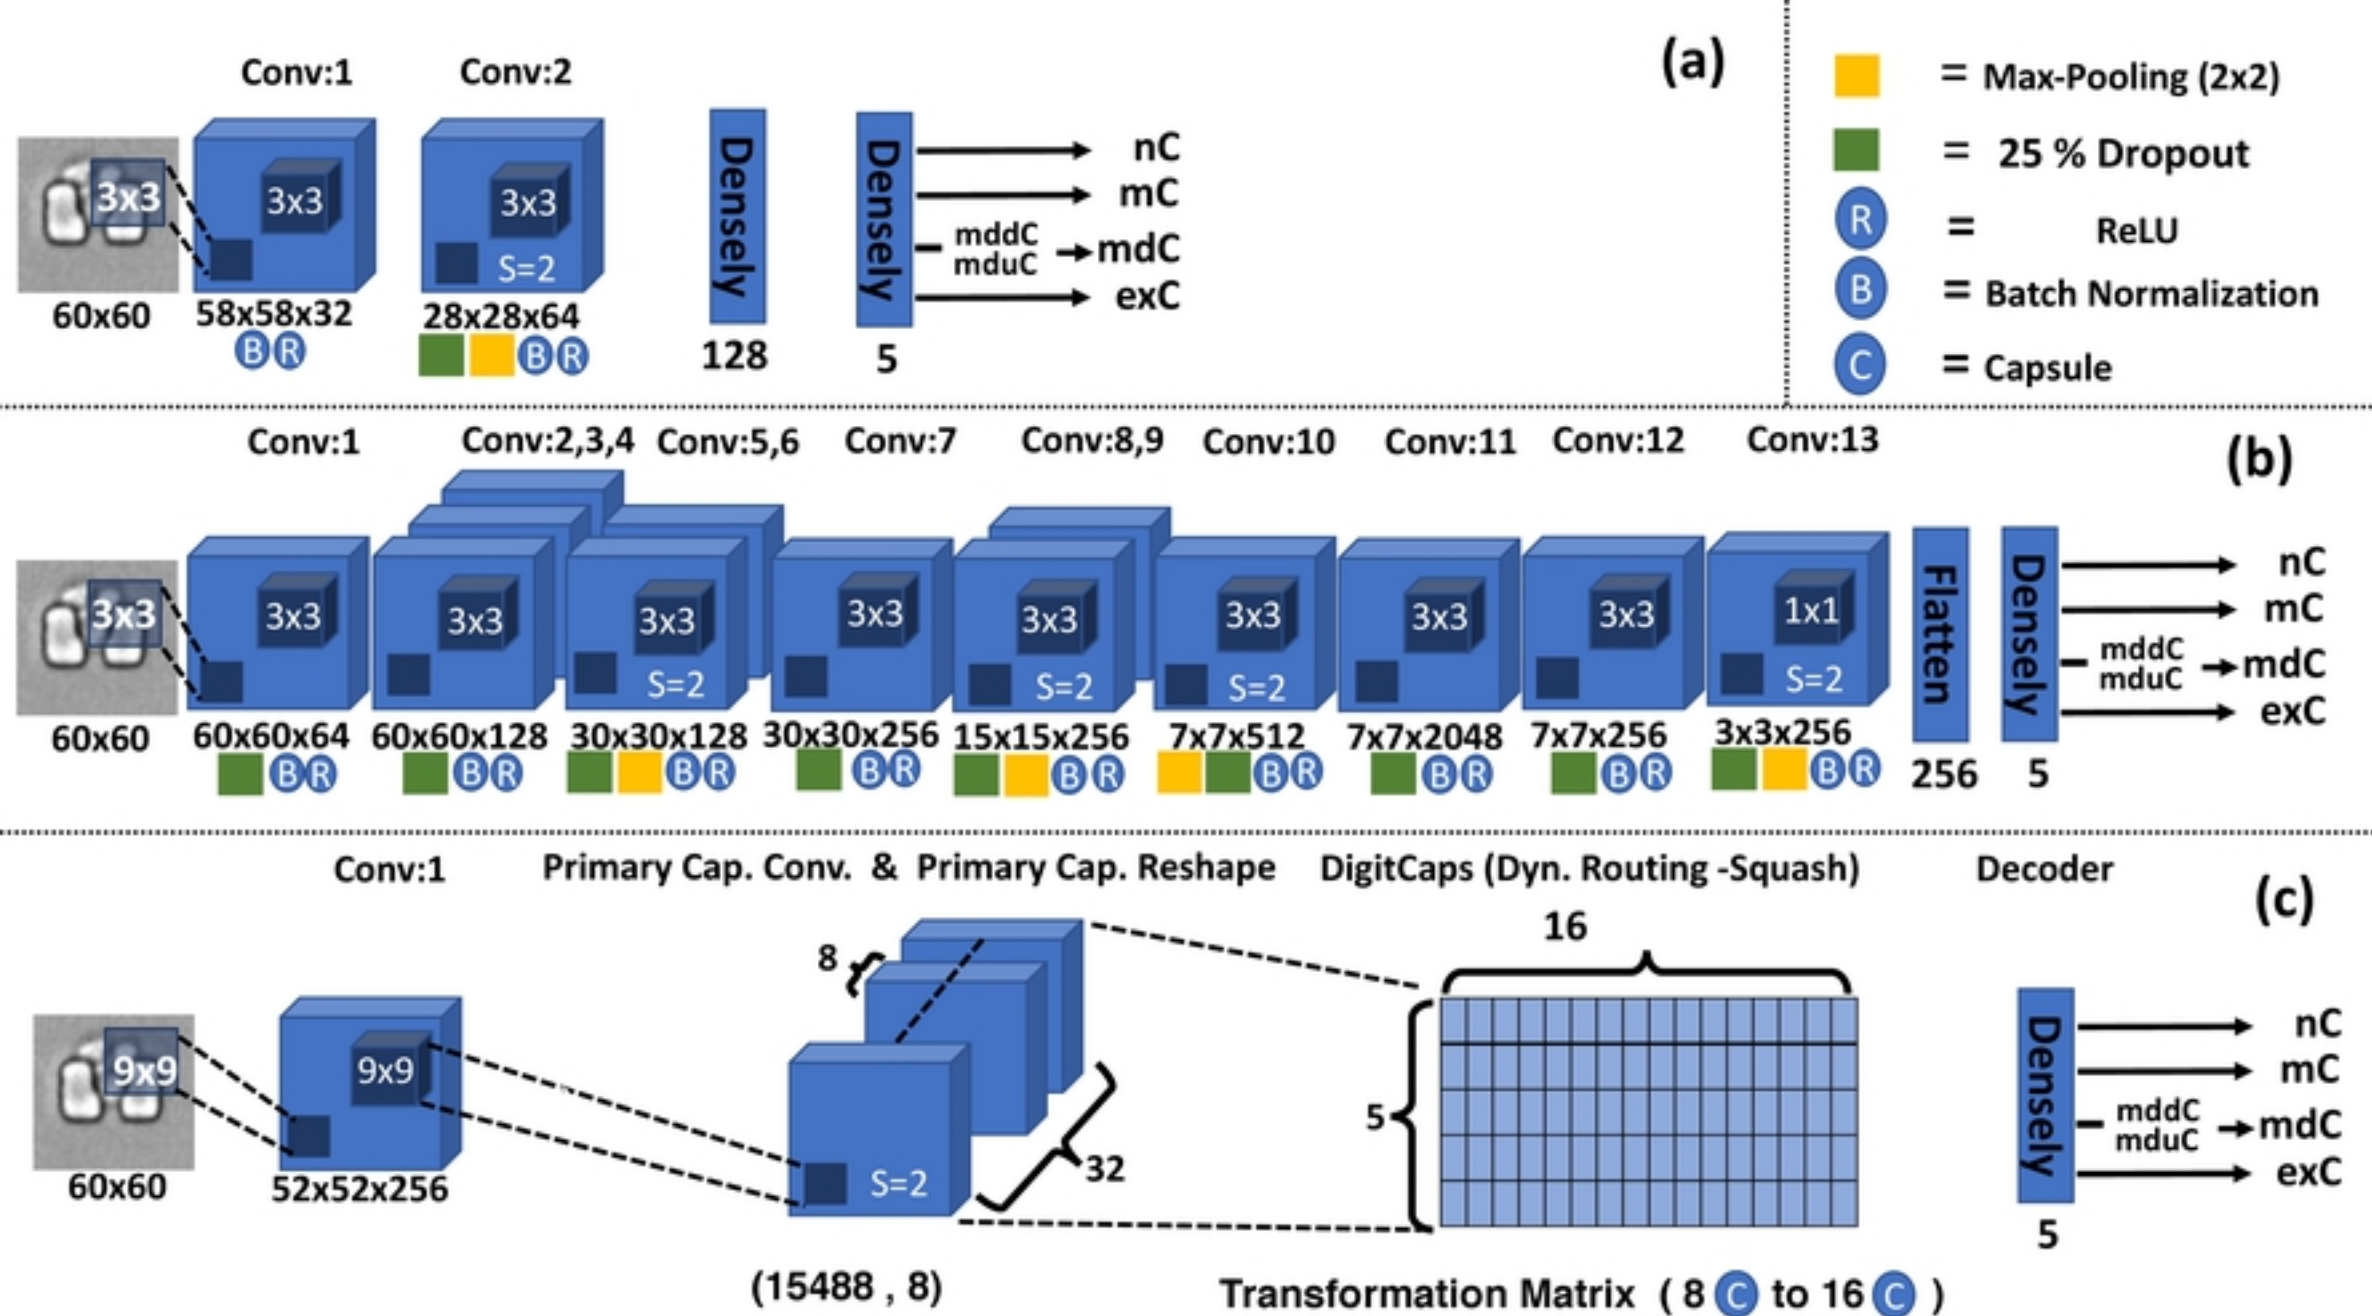 (a)
Conv:1 Conv:2
3x3 3x3 3x3
S=2
60x60 58x58x32 28x28x64
B R B R
Densely Densely
128 5
nC
mC
mddC
mduC mdC
exC
= Max-Pooling (2x2)
= 25 % Dropout
R = ReLU
B = Batch Normalization
C = Capsule
(b)
Conv:1 Conv:2,3,4 Conv:5,6 Conv:7 Conv:8,9 Conv:10 Conv:11 Conv:12 Conv:13
3x3 3x3 3x3 3x3 3x3 3x3 3x3 3x3 3x3 1x1
S=2 S=2 S=2 S=2
60x60 60x60x64 60x60x128 30x30x128 30x30x256 15x15x256 7x7x512 7x7x2048 7x7x256 3x3x256
B R B R B R B R B R B R B R B R B R
Flatten Densely
256 5
nC
mC
mddC
mduC mdC
exC
(c)
Conv:1 Primary Cap. Conv. & Primary Cap. Reshape DigitCaps (Dyn. Routing -Squash) Decoder
9x9 9x9
60x60 52x52x256
8
S=2
32
16
5
Densely
5
nC
mC
mddC
mduC mdC
exC
(15488 , 8) Transformation Matrix ( 8 C to 16 C )